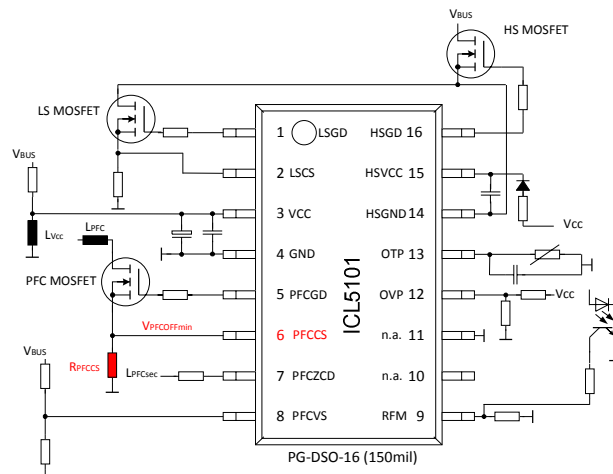 VBUS
HS MOSFET
LS MOSFET
1 LSGD HSGD 16
VBUS
2 LSCS HSVCC 15
3 VCC HSGND 14
VCC
LVcc
LPFC
4 GND OTP 13
PFC MOSFET
5 PFCGD OVP 12
VCC
VPFCOFFmin
6 PFCCS n.a. 11
VBUS
RPFCCS
LPFCsec
7 PFCZCD n.a. 10
8 PFCVS RFM 9
ICL5101
PG-DSO-16 (150mil)